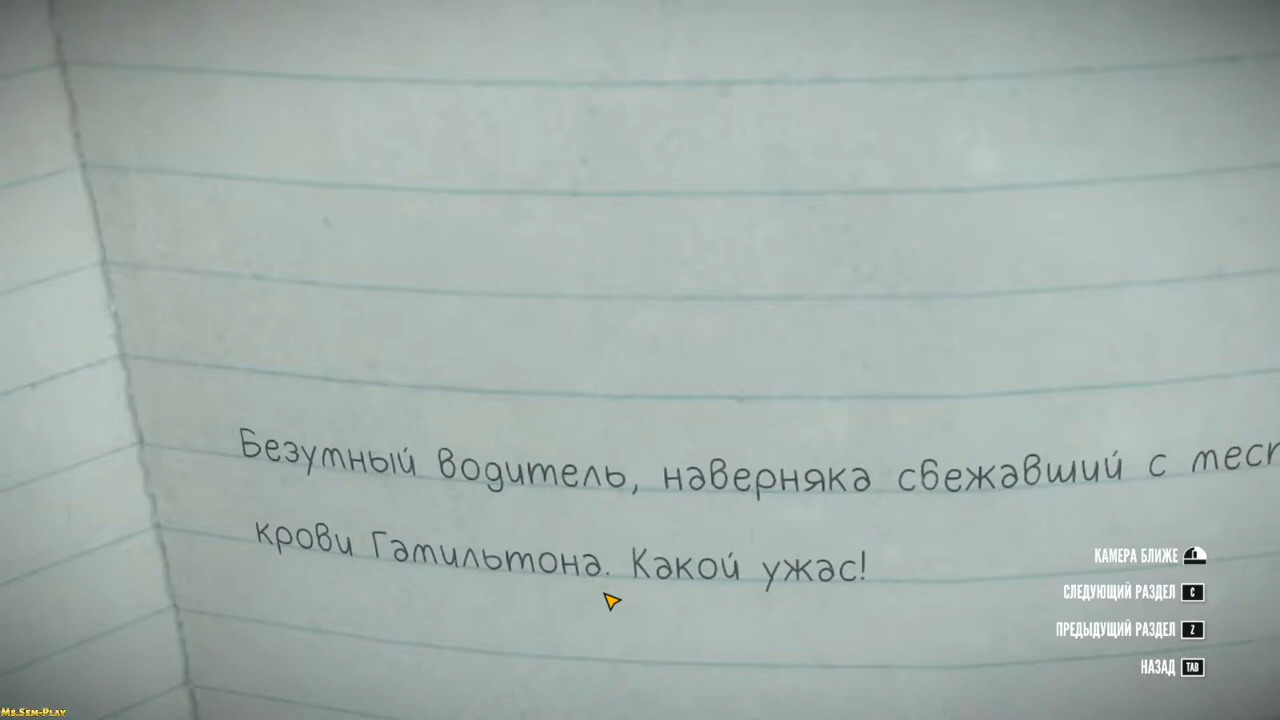 Безумный водитель, наверняка сбежавший с мест
крови Гамильтона. Какой ужас!
КАМЕРА БЛИЖЕ
СЛЕДУЮЩИЙ РАЗДЕЛ C
ПРЕДЫДУЩИЙ РАЗДЕЛ Z
НАЗАД TAB
Ms.Sem-Play